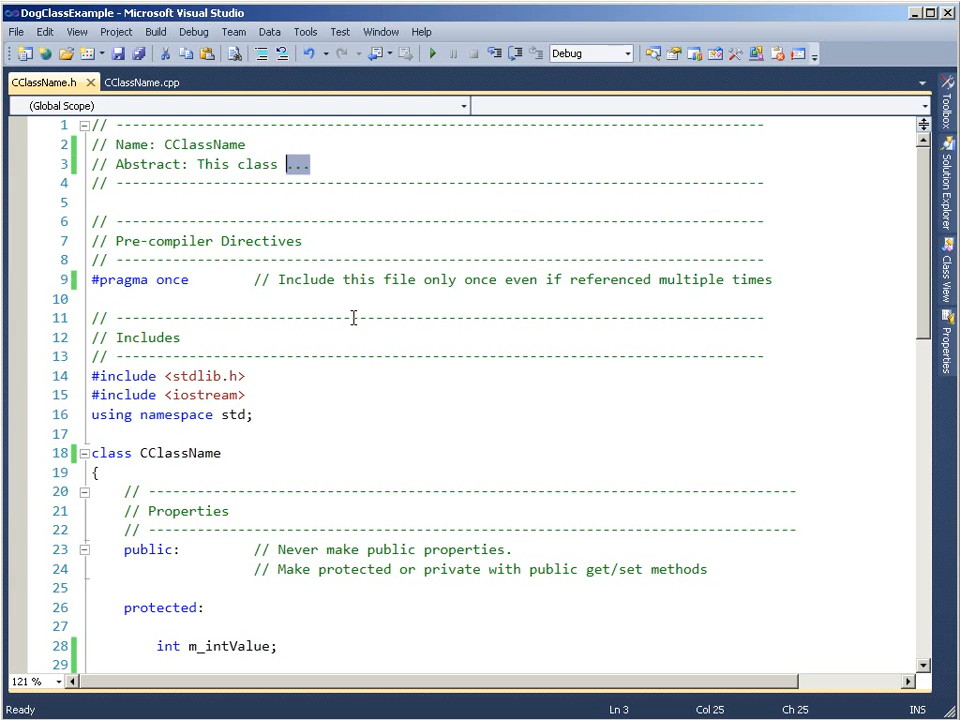 DogClassExample - Microsoft Visual Studio
File Edit View Project Build Debug Team Data Tools Test Window Help
Debug
CClassName.h CClassName.cpp
(Global Scope)
1 // --------------------------------------------------------------------------------
2 // Name: CClassName
3 // Abstract: This class ...
4 // --------------------------------------------------------------------------------
5
6 // --------------------------------------------------------------------------------
7 // Pre-compiler Directives
8 // --------------------------------------------------------------------------------
9 #pragma once // Include this file only once even if referenced multiple times
10
11 // --------------------------------------------------------------------------------
12 // Includes
13 // --------------------------------------------------------------------------------
14 #include <stdlib.h>
15 #include <iostream>
16 using namespace std;
17
18 class CClassName
19 {
20 // --------------------------------------------------------------------------------
21 // Properties
22 // --------------------------------------------------------------------------------
23 public: // Never make public properties.
24 // Make protected or private with public get/set methods
25
26 protected:
27
28 int m_intValue;
29
Toolbox
Solution Explorer
Class View
Properties
121 %
Ready Ln 3 Col 25 Ch 25 INS